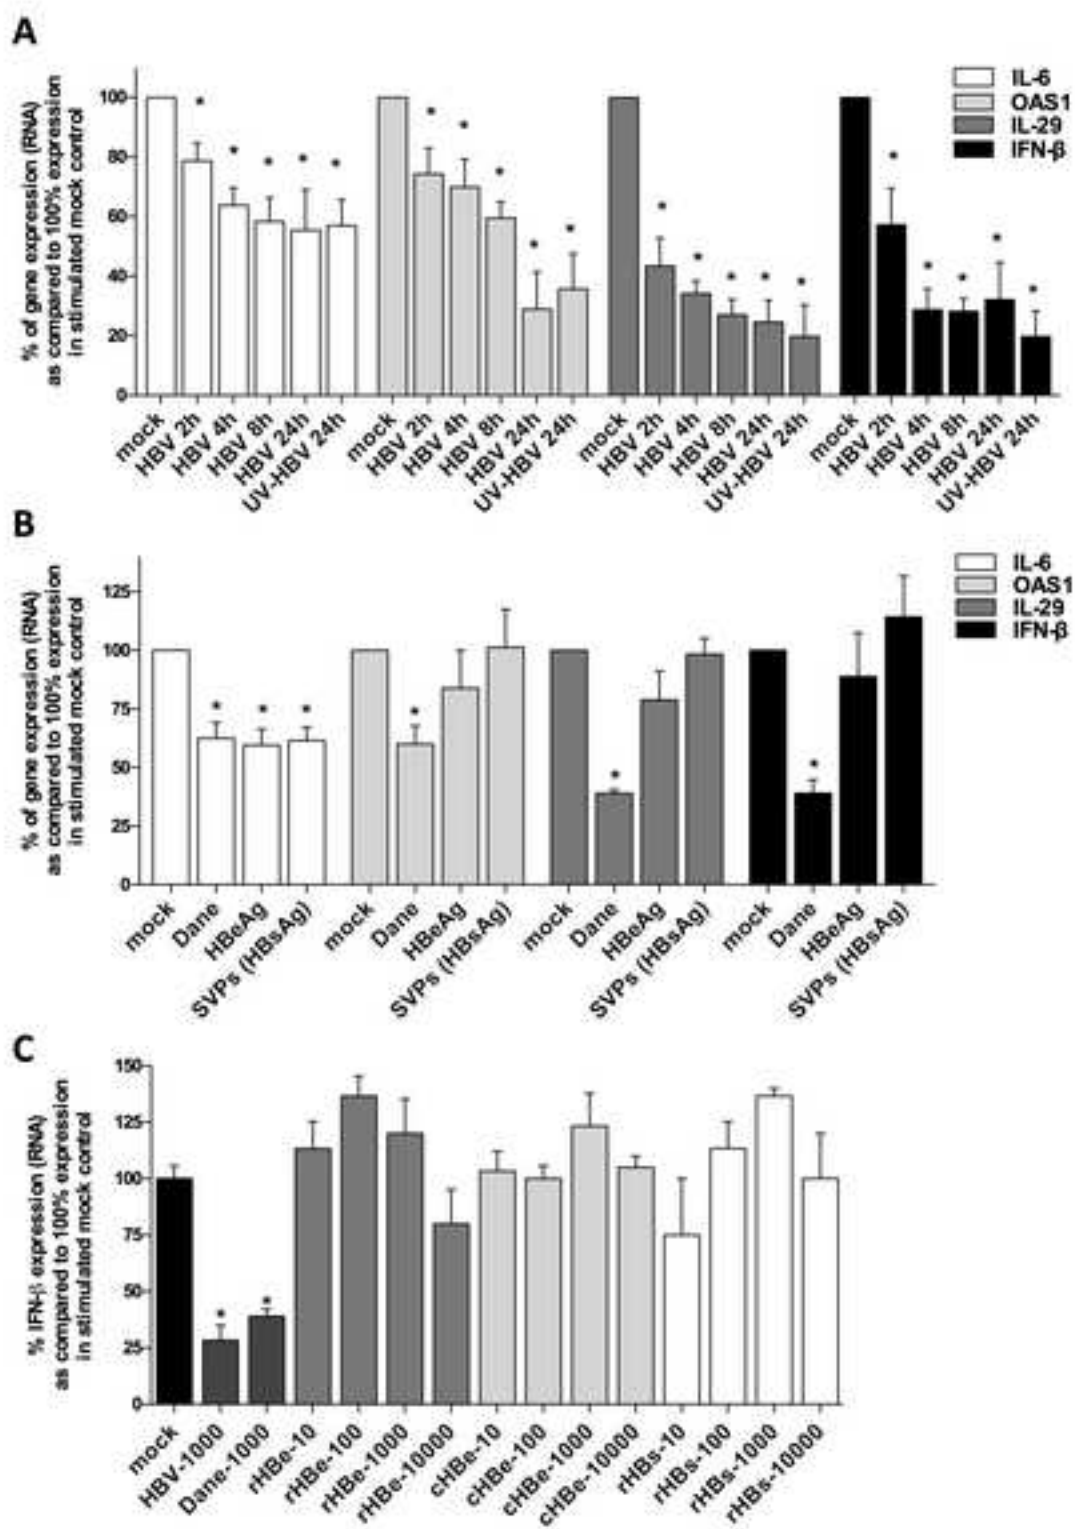 A
% of gene expression (RNA)
as compared to 100% expression
in stimulated mock control
100
80
60
40
20
0
* * * * * * * * * * * * * * * * * * * *
mock HBV 2h HBV 4h HBV 8h HBV 24h UV-HBV 24h mock HBV 2h HBV 4h HBV 8h HBV 24h UV-HBV 24h mock HBV 2h HBV 4h HBV 8h HBV 24h UV-HBV 24h mock HBV 2h HBV 4h HBV 8h HBV 24h UV-HBV 24h
IL-6
OAS1
IL-29
IFN-β
B
% of gene expression (RNA)
as compared to 100% expression
in stimulated mock control
125
100
75
50
25
0
* * * * * *
mock Dane HBeAg SVPs (HBsAg) mock Dane HBeAg SVPs (HBsAg) mock Dane HBeAg SVPs (HBsAg) mock Dane HBeAg SVPs (HBsAg)
IL-6
OAS1
IL-29
IFN-β
C
% IFN-β expression (RNA)
as compared to 100% expression
in stimulated mock control
150
125
100
75
50
25
0
* *
mock HBV-1000 Dane-1000 rHBe-10 rHBe-100 rHBe-1000 rHBe-10000 cHBe-10 cHBe-100 cHBe-1000 cHBe-10000 rHBs-10 rHBs-100 rHBs-1000 rHBs-10000